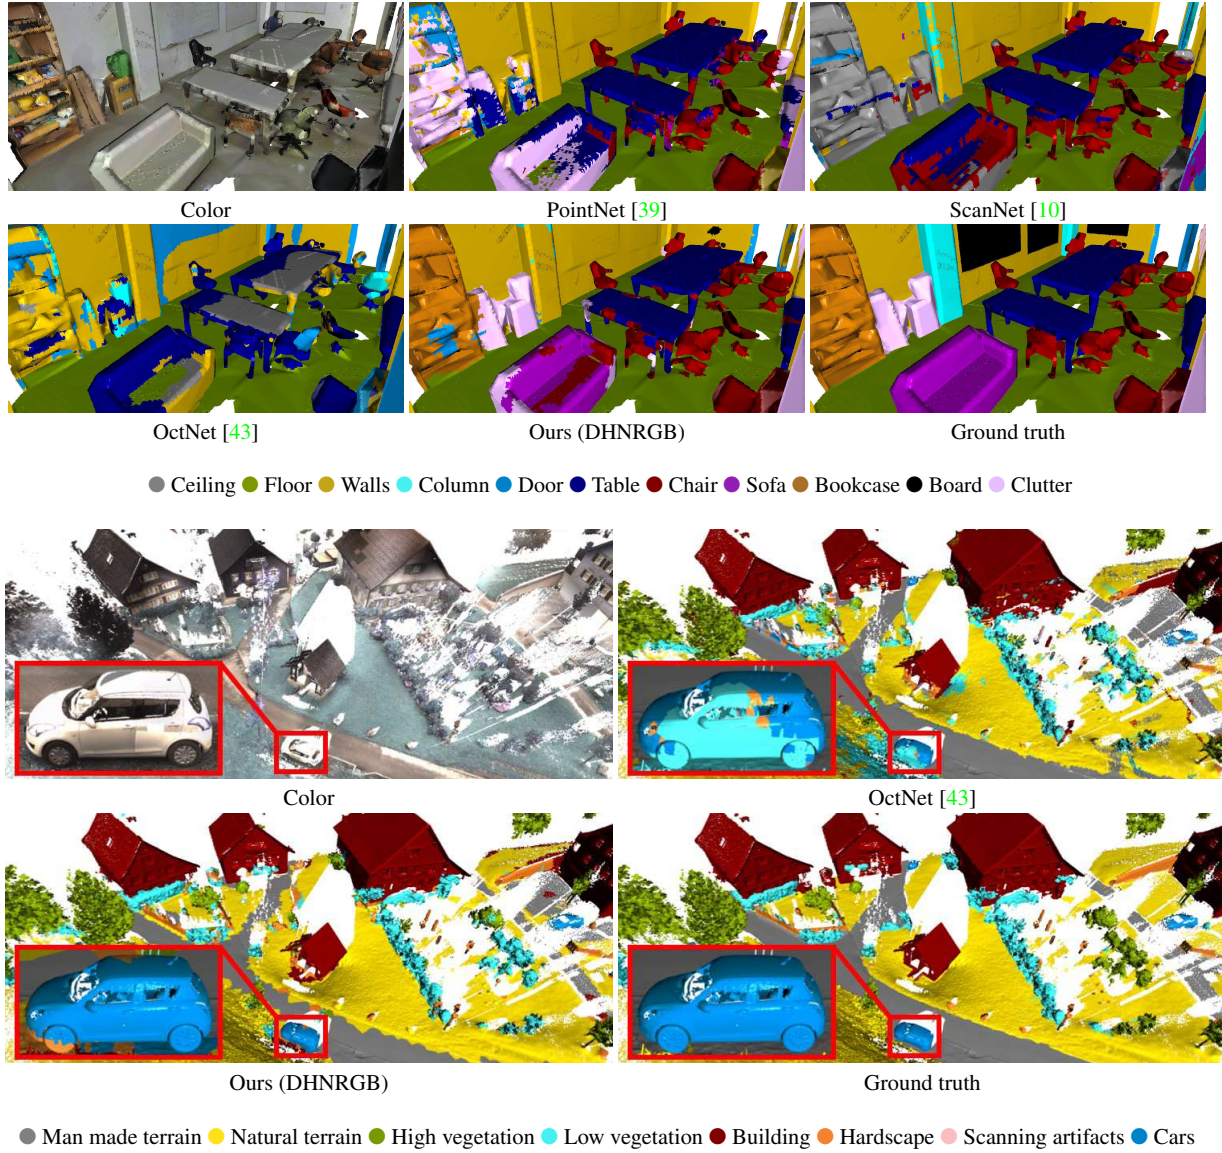 Color
PointNet [39]
ScanNet [10]
OctNet [43]
Ours (DHNRGB)
Ground truth
Ceiling Floor Walls Column Door Table Chair Sofa Bookcase Board Clutter
Color
OctNet [43]
Ours (DHNRGB)
Ground truth
Man made terrain Natural terrain High vegetation Low vegetation Building Hardscape Scanning artifacts Cars